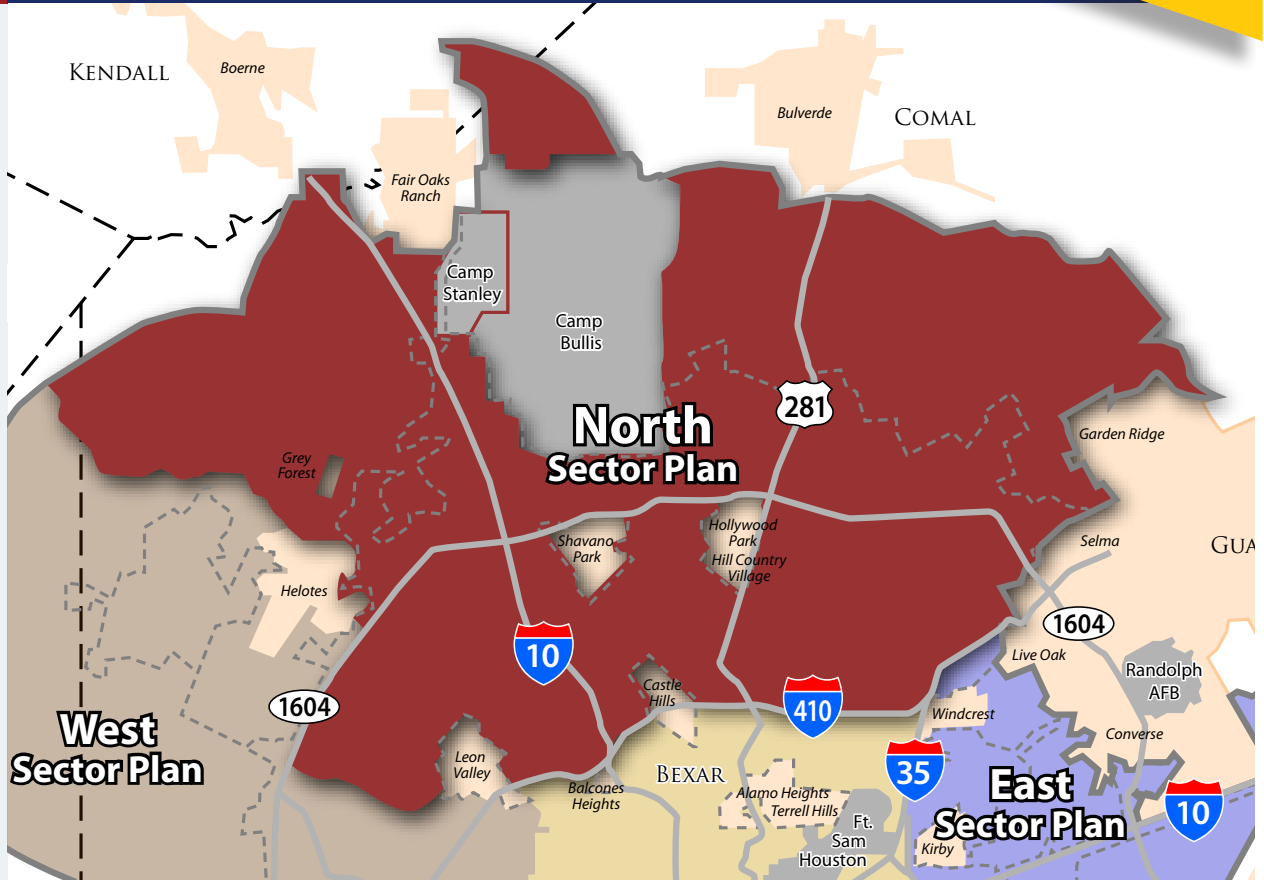 KENDALL
Boerne
Bulverde
COMAL
Fair Oaks
Ranch
Camp
Stanley
Camp
Bullis
281
North
Sector Plan
Garden Ridge
Grey
Forest
Hollywood
Park
Hill Country
Village
Shavano
Park
Selma
GUA
Helotes
1604
10
Live Oak
Randolph
AFB
Castle
Hills
1604
410
Windcrest
West
Sector Plan
Converse
Leon
Valley
35
BEXAR
East
Sector Plan
Balcones
Heights
Alamo Heights
Terrell Hills
10
Ft.
Sam
Houston
Kirby